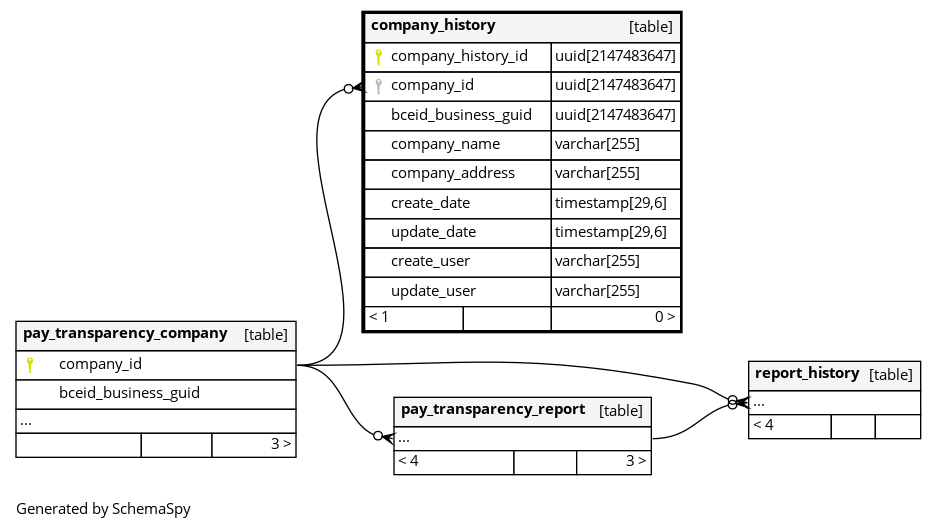 company_history [table]
company_history_id uuid[2147483647]
company_id uuid[2147483647]
bceid_business_guid uuid[2147483647]
company_name varchar[255]
company_address varchar[255]
create_date timestamp[29,6]
update_date timestamp[29,6]
create_user varchar[255]
update_user varchar[255]
< 1 0 >
pay_transparency_company [table]
company_id
bceid_business_guid
...
3 >
pay_transparency_report [table]
...
< 4 3 >
report_history [table]
...
< 4
Generated by SchemaSpy